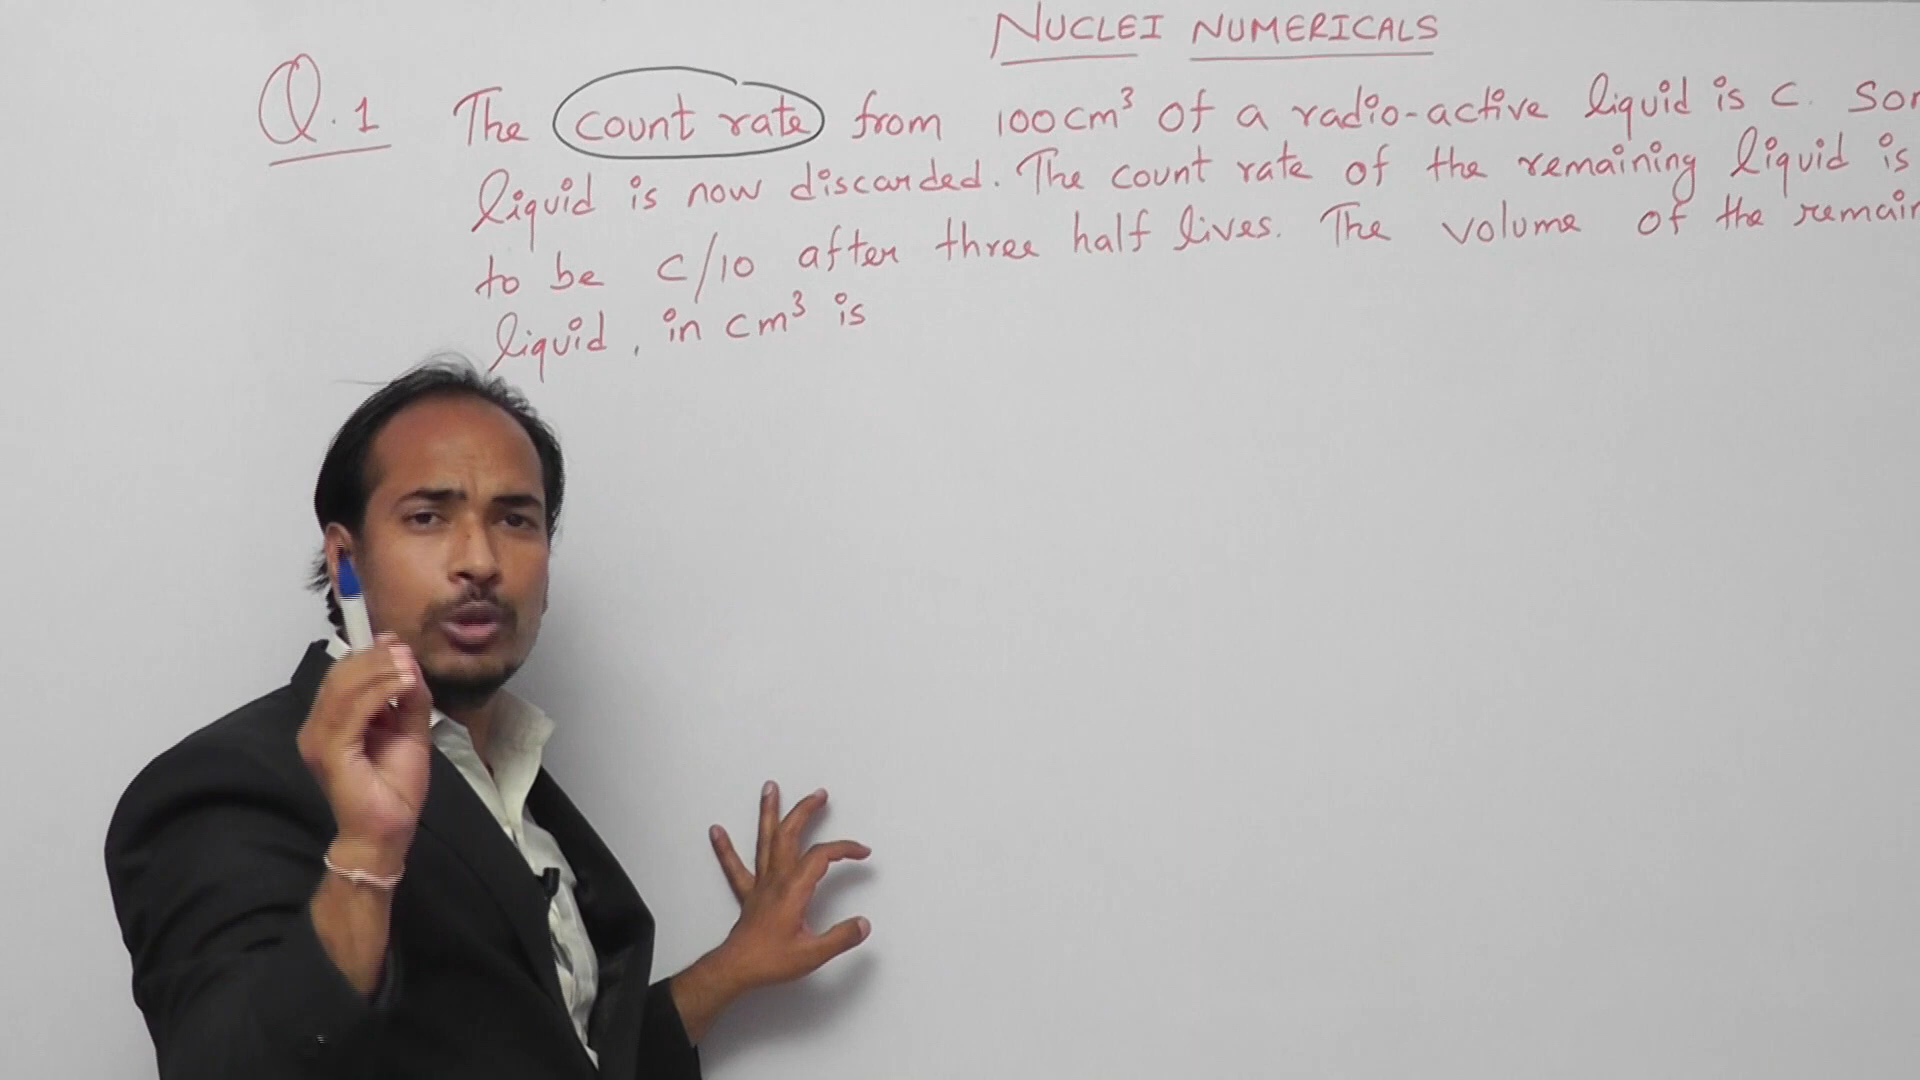 NUCLEI NUMERICALS
Q.1 The count rate from 100cm³ of a radio-active liquid is C.
liquid is now discarded. The count rate of the remaining liquid is
to be C/10 after three half lives. The volume of the
liquid, in cm³ is